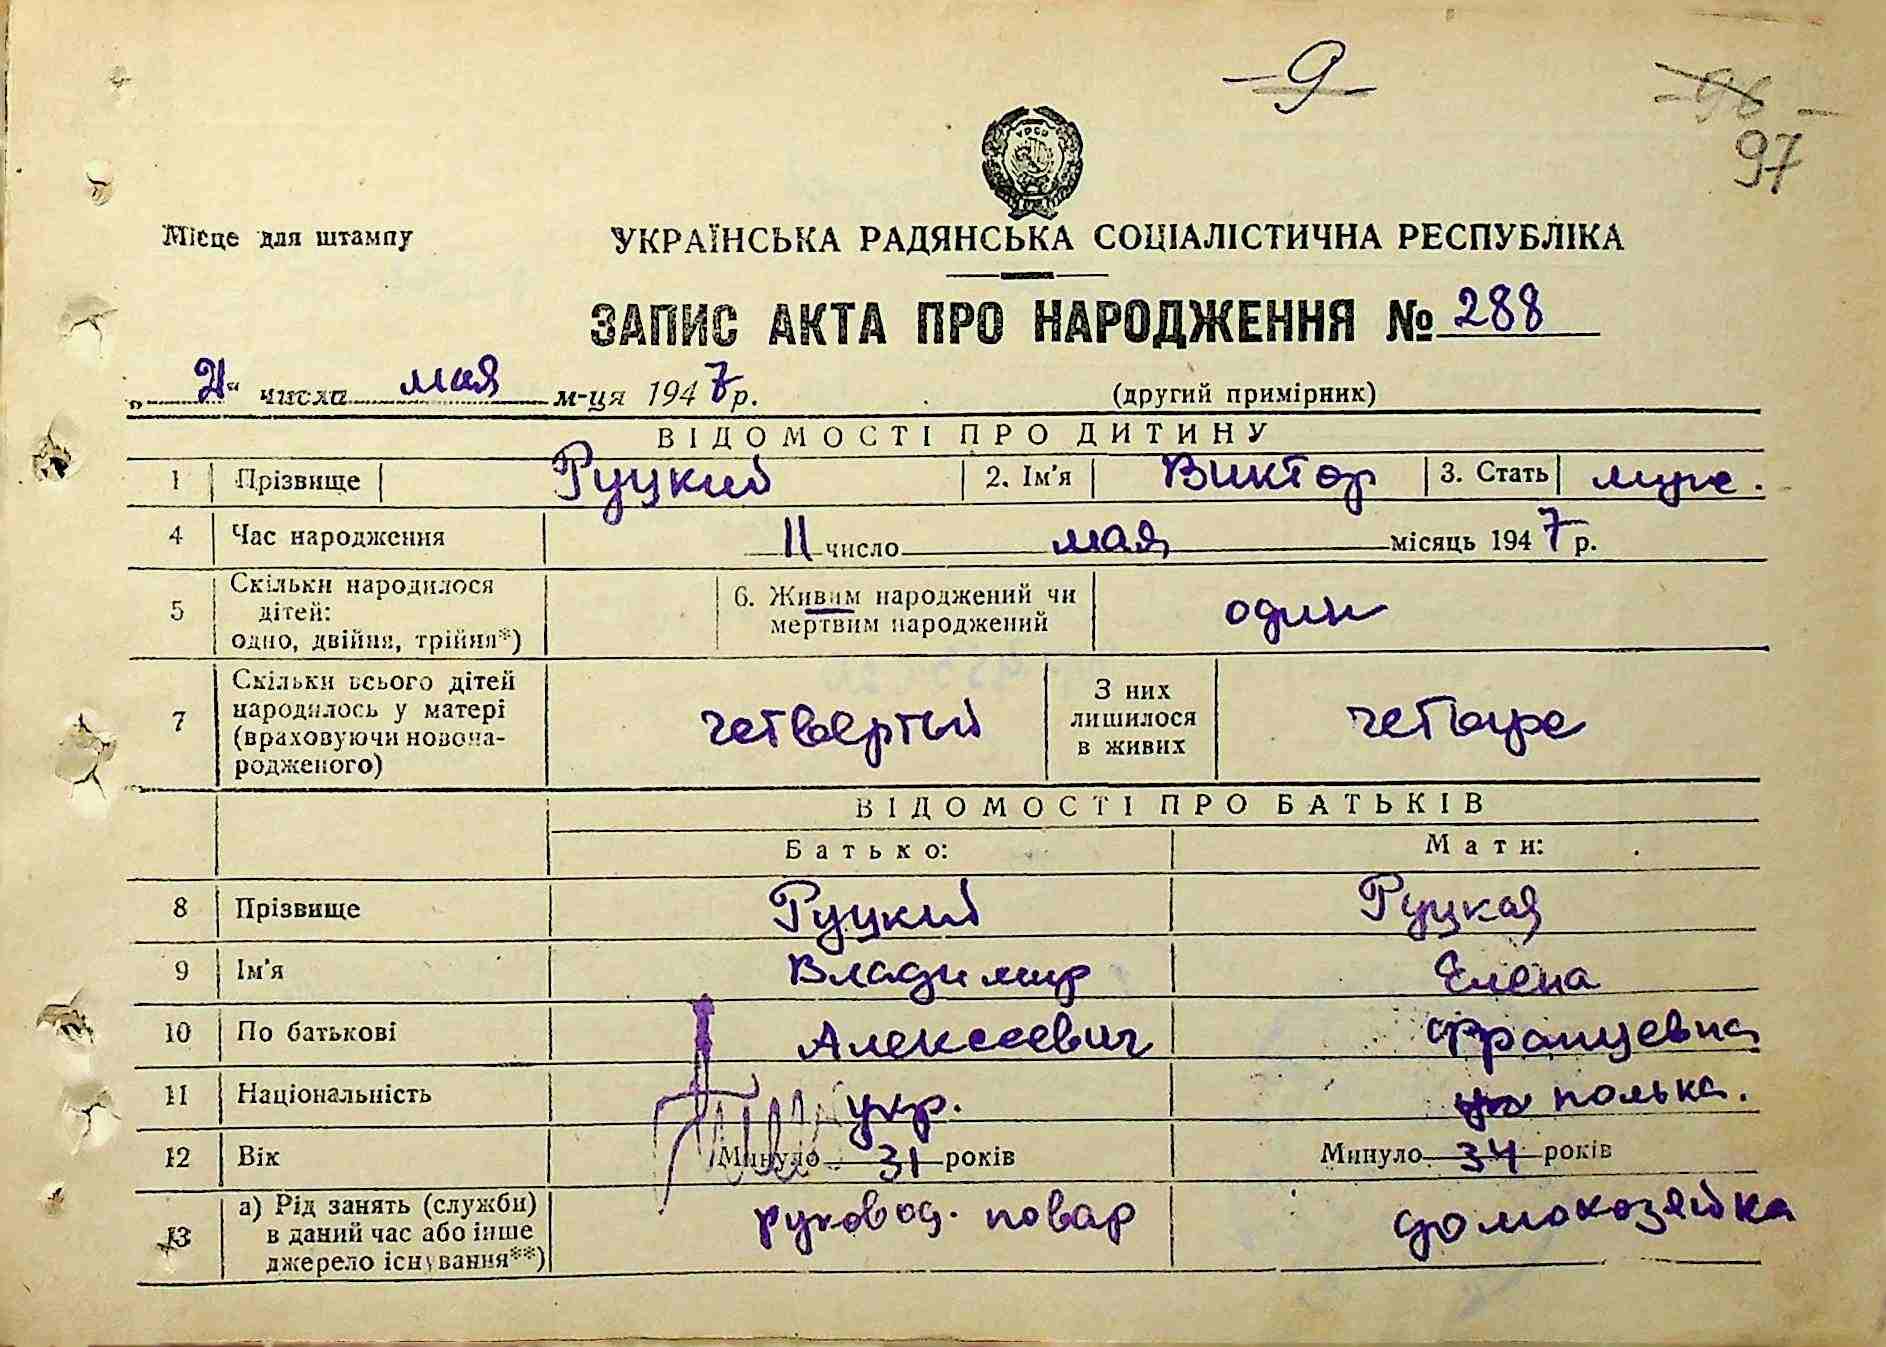 — 9 —
— 96 —
97
УРСР
Місце для штампу
УКРАЇНСЬКА РАДЯНСЬКА СОЦІАЛІСТИЧНА РЕСПУБЛІКА
ЗАПИС АКТА ПРО НАРОДЖЕННЯ № 288
„21“ числа мая м-ця 1947 р. (другий примірник)
ВІДОМОСТІ ПРО ДИТИНУ
1 Прізвище Руцкий 2. Ім'я Виктор 3. Стать муж.
4 Час народження 11 число мая місяць 1947 р.
5 Скільки народилося дітей: одно, двійня, трійня*) 6. Живим народжений чи мертвим народжений один
7 Скільки всього дітей народилось у матері (враховуючи новона-родженого) четвертый З них лишилося в живих четыре
ВІДОМОСТІ ПРО БАТЬКІВ
Батько: Мати:
8 Прізвище Руцкий Руцкая
9 Ім'я Владимир Елена
10 По батькові Алексеевич Францевна
11 Національність укр. полька.
12 Вік Минуло 31 років Минуло 34 років
13 а) Рід занять (служби) в даний час або інше джерело існування**) руковод. повар домохозяйка